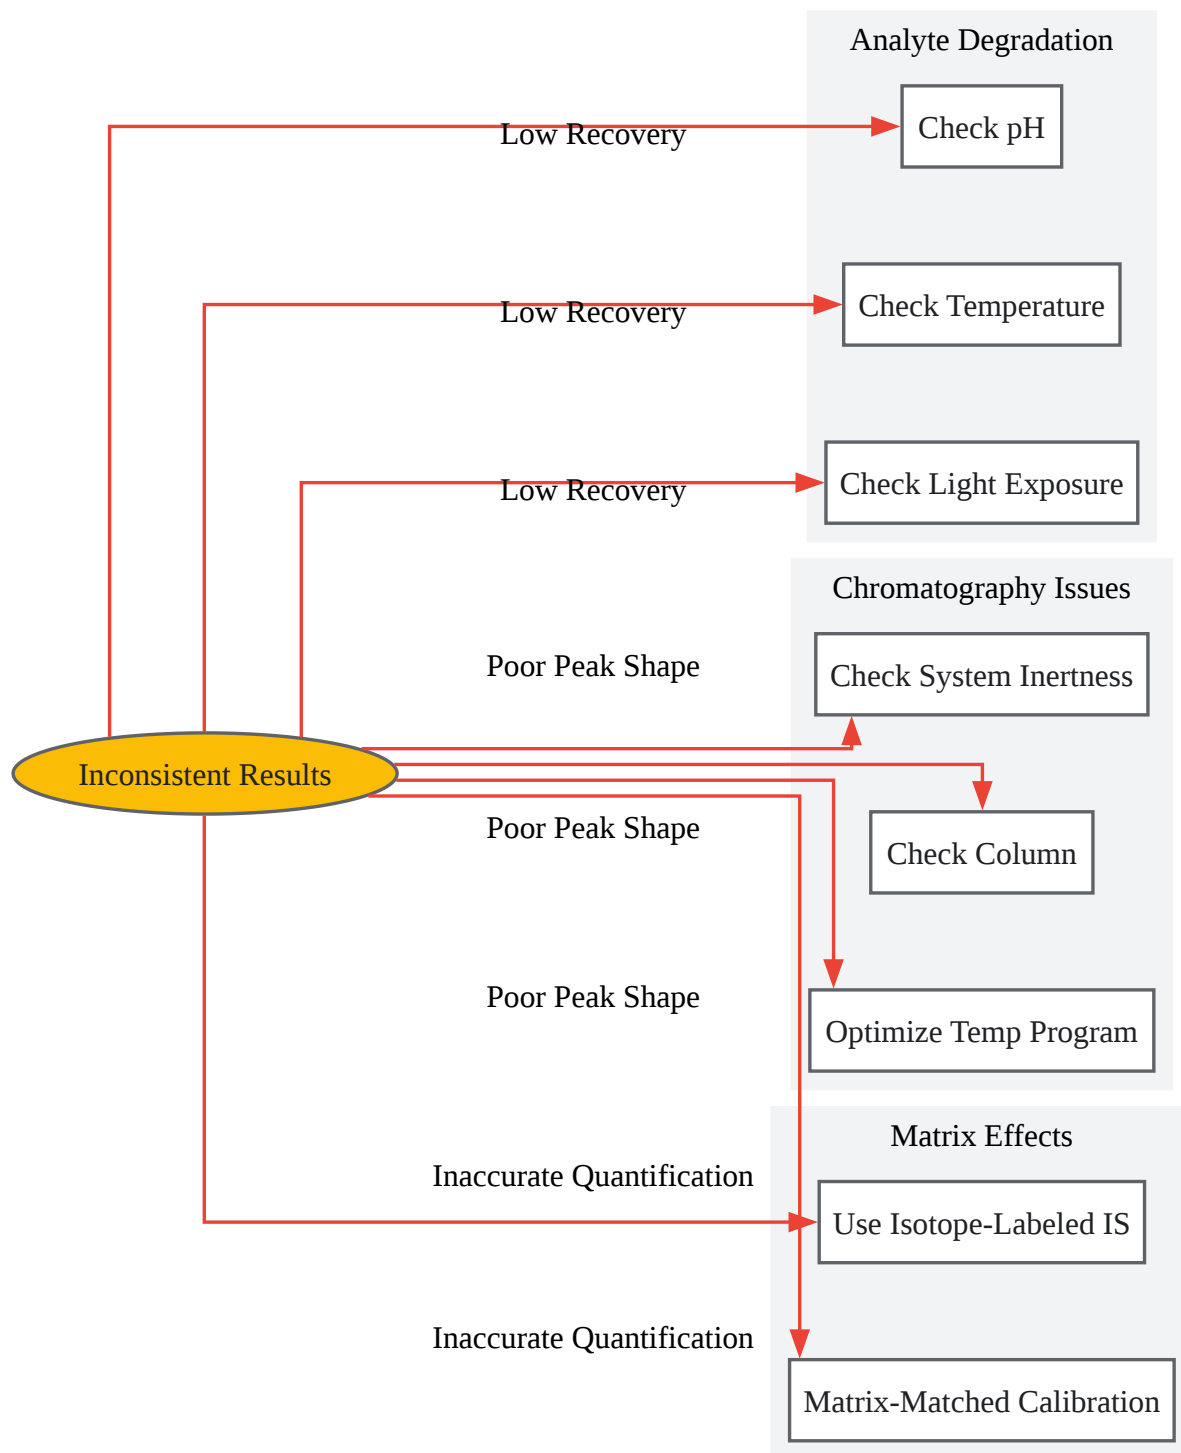 Analyte Degradation
Low Recovery
Check pH
Low Recovery
Check Temperature
Low Recovery
Check Light Exposure
Chromatography Issues
Poor Peak Shape
Check System Inertness
Inconsistent Results
Poor Peak Shape
Check Column
Poor Peak Shape
Optimize Temp Program
Matrix Effects
Inaccurate Quantification
Use Isotope-Labeled IS
Inaccurate Quantification
Matrix-Matched Calibration